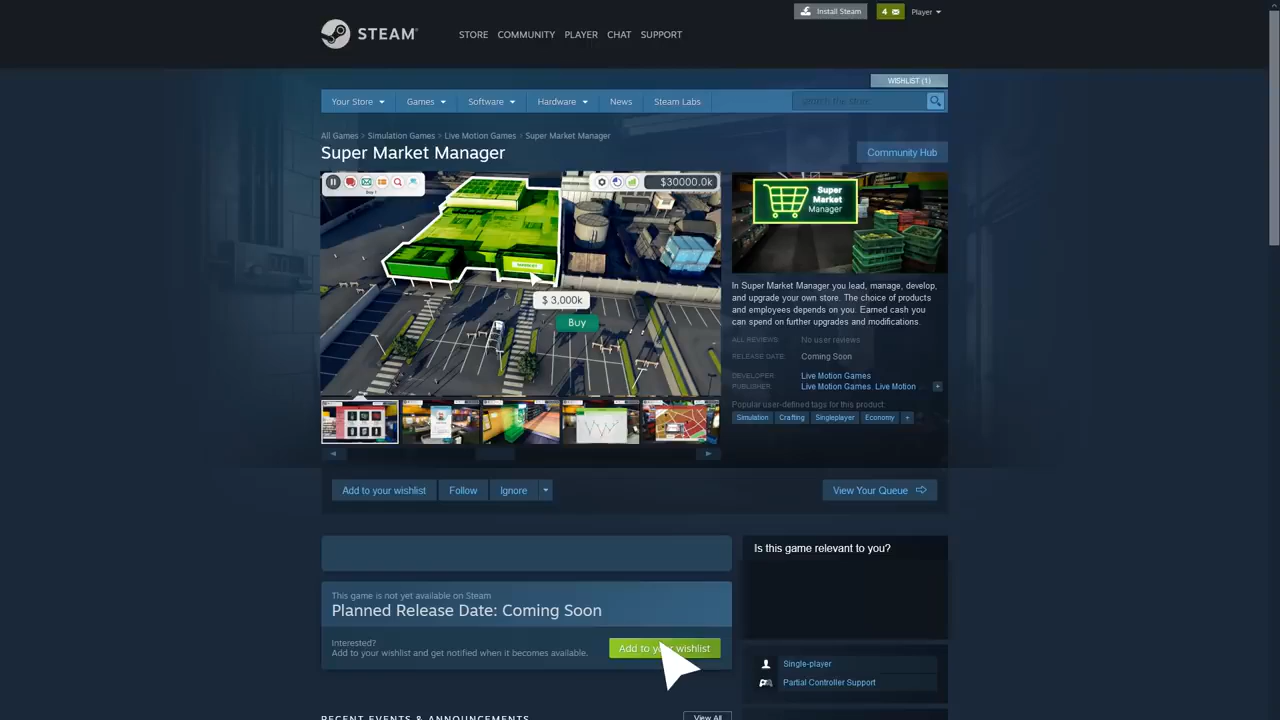 Install Steam
4
Player
STEAM®
STORE
COMMUNITY
PLAYER
CHAT
SUPPORT
WISHLIST (1)
Your Store
Games
Software
Hardware
News
Steam Labs
search the store
All Games > Simulation Games > Live Motion Games > Super Market Manager
Super Market Manager
Community Hub
Day 1
$30000.0k
$ 3,000k
Buy
Super
Market
Manager
In Super Market Manager you lead, manage, develop,
and upgrade your own store. The choice of products
and employees depends on you. Earned cash you
can spend on further upgrades and modifications.
ALL REVIEWS: No user reviews
RELEASE DATE: Coming Soon
DEVELOPER: Live Motion Games
PUBLISHER: Live Motion Games, Live Motion +
Popular user-defined tags for this product:
Simulation
Crafting
Singleplayer
Economy
+
Add to your wishlist
Follow
Ignore
View Your Queue
Is this game relevant to you?
This game is not yet available on Steam
Planned Release Date: Coming Soon
Interested?
Add to your wishlist and get notified when it becomes available.
Add to your wishlist
Single-player
Partial Controller Support
RECENT EVENTS & ANNOUNCEMENTS
View All